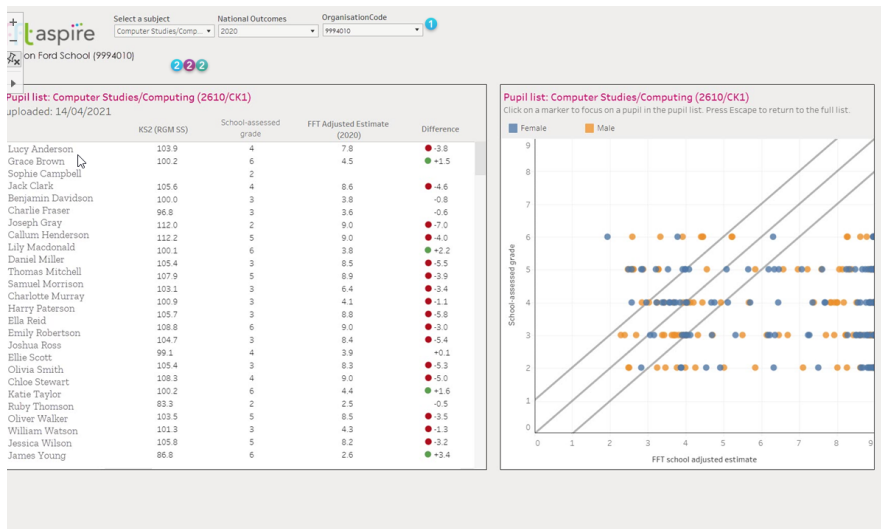 Select a subject National Outcomes OrganisationCode
Computer Studies/Comp... 2020 9994010 1
aspire
on Ford School (9994010)
2 2 2
Pupil list: Computer Studies/Computing (2610/CK1)
uploaded: 14/04/2021
KS2 (RGM SS) School-assessed grade FFT Adjusted Estimate (2020) Difference
Lucy Anderson 103.9 4 7.8 -3.8
Grace Brown 100.2 6 4.5 +1.5
Sophie Campbell 2
Jack Clark 105.6 4 8.6 -4.6
Benjamin Davidson 100.0 3 3.8 -0.8
Charlie Fraser 96.8 3 3.6 -0.6
Joseph Gray 112.0 2 9.0 -7.0
Callum Henderson 112.2 5 9.0 -4.0
Lily Macdonald 100.1 6 3.8 +2.2
Daniel Miller 105.4 3 8.5 -5.5
Thomas Mitchell 107.9 5 8.9 -3.9
Samuel Morrison 103.1 3 6.4 -3.4
Charlotte Murray 100.9 3 4.1 -1.1
Harry Paterson 105.7 3 8.8 -5.8
Ella Reid 108.8 6 9.0 -3.0
Emily Robertson 104.7 3 8.4 -5.4
Joshua Ross 99.1 4 3.9 +0.1
Ellie Scott 105.4 3 8.3 -5.3
Olivia Smith 108.3 4 9.0 -5.0
Chloe Stewart 100.2 6 4.4 +1.6
Katie Taylor 83.3 2 2.5 -0.5
Ruby Thomson 103.5 5 8.5 -3.5
Oliver Walker 101.3 3 4.3 -1.3
William Watson 105.8 5 8.2 -3.2
Jessica Wilson 86.8 6 2.6 +3.4
James Young
Pupil list: Computer Studies/Computing (2610/CK1)
Click on a marker to focus on a pupil in the pupil list. Press Escape to return to the full list.
Female Male
School-assessed grade
9
8
7
6
5
4
3
2
1
0
0 1 2 3 4 5 6 7 8 9
FFT school adjusted estimate